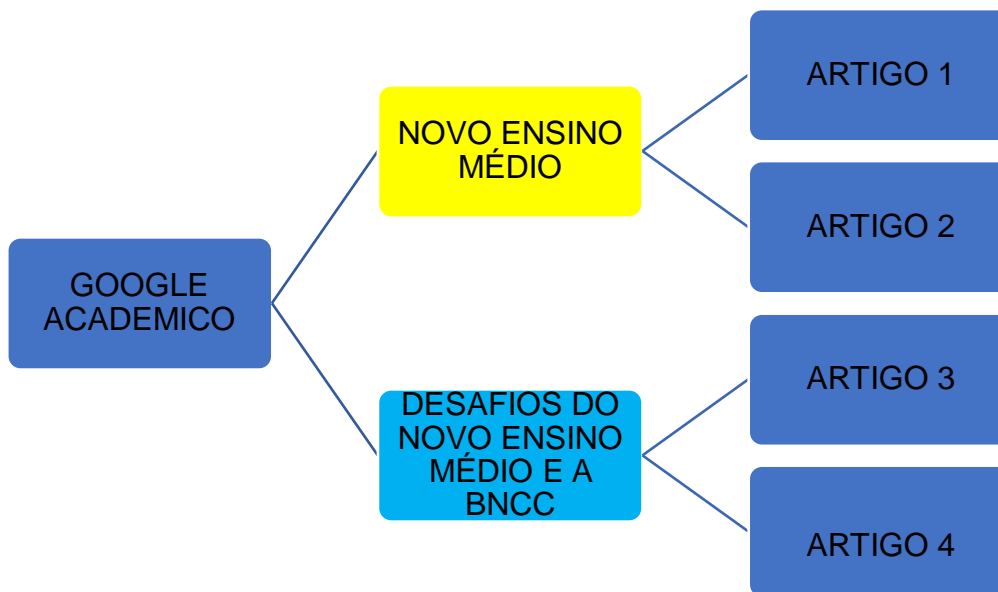 GOOGLE
ACADEMICO
NOVO ENSINO
MÉDIO
DESAFIOS DO
NOVO ENSINO
MÉDIO E A
BNCC
ARTIGO 1
ARTIGO 2
ARTIGO 3
ARTIGO 4